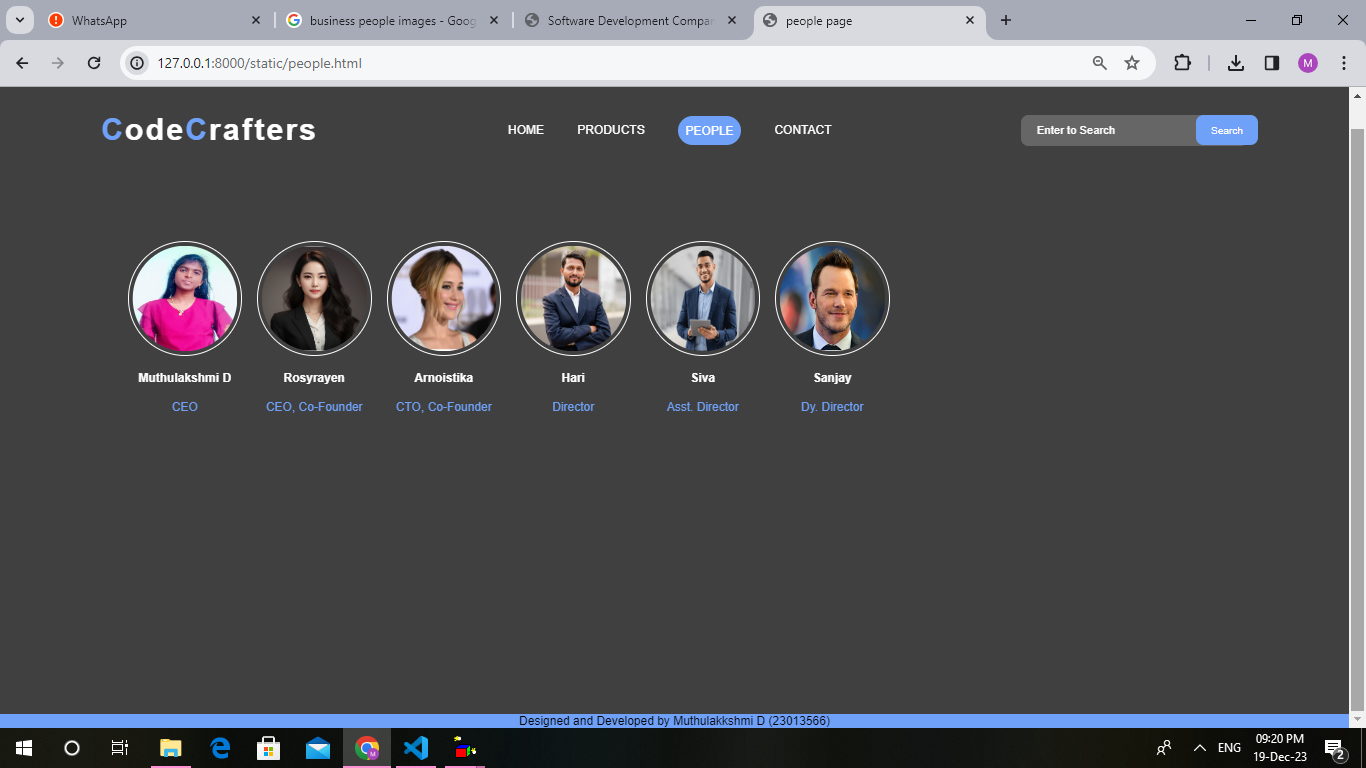 WhatsApp
business people images - Goog
Software Development Compan
people page
127.0.0.1:8000/static/people.html
M
CodeCrafters
HOME
PRODUCTS
PEOPLE
CONTACT
Enter to Search
Search
Muthulakshmi D
Rosyrayen
Arnoistika
Hari
Siva
Sanjay
CEO
CEO, Co-Founder
CTO, Co-Founder
Director
Asst. Director
Dy. Director
Designed and Developed by Muthulakkshmi D (23013566)
M
ENG
09:20 PM
19-Dec-23
2